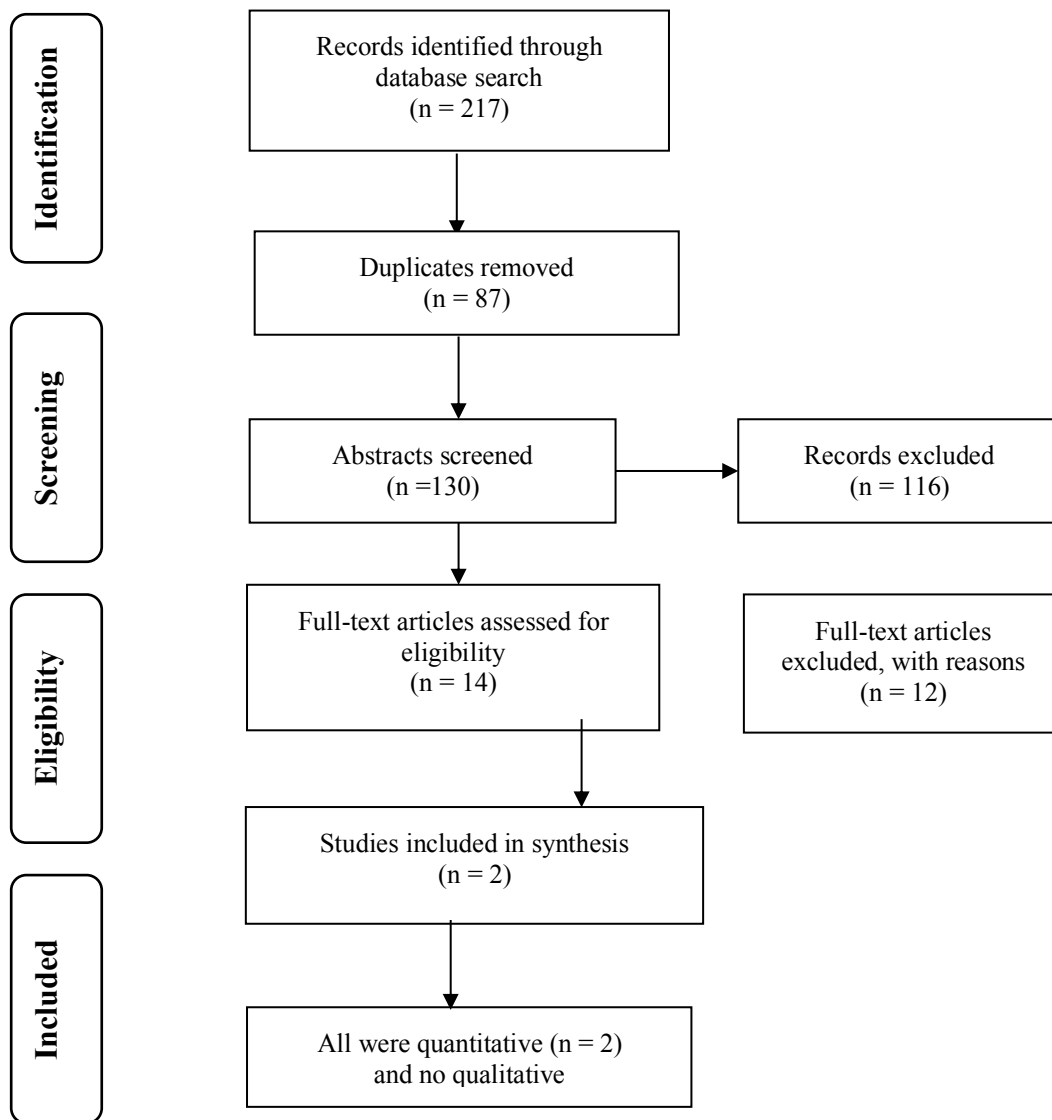 Identification
Records identified through
database search
(n = 217)
Duplicates removed
(n = 87)
Screening
Abstracts screened
(n =130)
Records excluded
(n = 116)
Eligibility
Full-text articles assessed for
eligibility
(n = 14)
Full-text articles
excluded, with reasons
(n = 12)
Studies included in synthesis
(n = 2)
Included
All were quantitative (n = 2)
and no qualitative